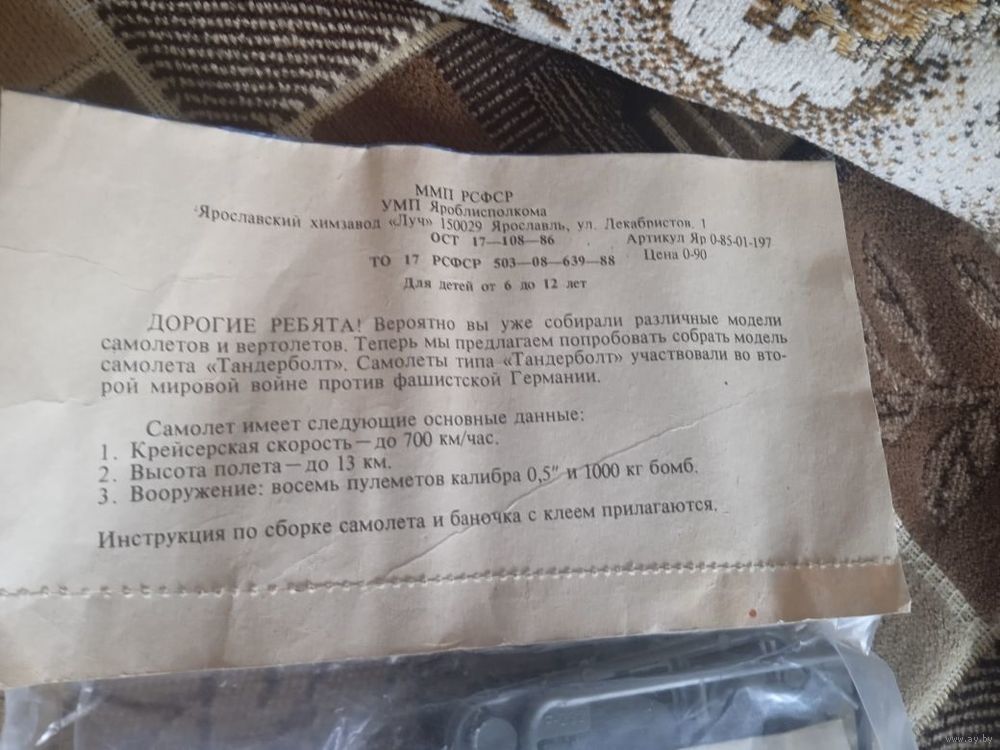 ММП РСФСР
УМП Яроблисполкома
Ярославский химзавод «Луч» 150029 Ярославль, ул. Декабристов, 1
ОСТ 17—108—86 Артикул Яр 0-85-01-197
ТО 17 РСФСР 503—08—639—88 Цена 0-90
Для детей от 6 до 12 лет
ДОРОГИЕ РЕБЯТА! Вероятно вы уже собирали различные модели
самолетов и вертолетов. Теперь мы предлагаем попробовать собрать модель
самолета «Тандерболт». Самолеты типа «Тандерболт» участвовали во вто-
рой мировой войне против фашистской Германии.
Самолет имеет следующие основные данные:
1. Крейсерская скорость — до 700 км/час.
2. Высота полета — до 13 км.
3. Вооружение: восемь пулеметов калибра 0,5″ и 1000 кг бомб.
Инструкция по сборке самолета и баночка с клеем прилагаются.
www.ay.by